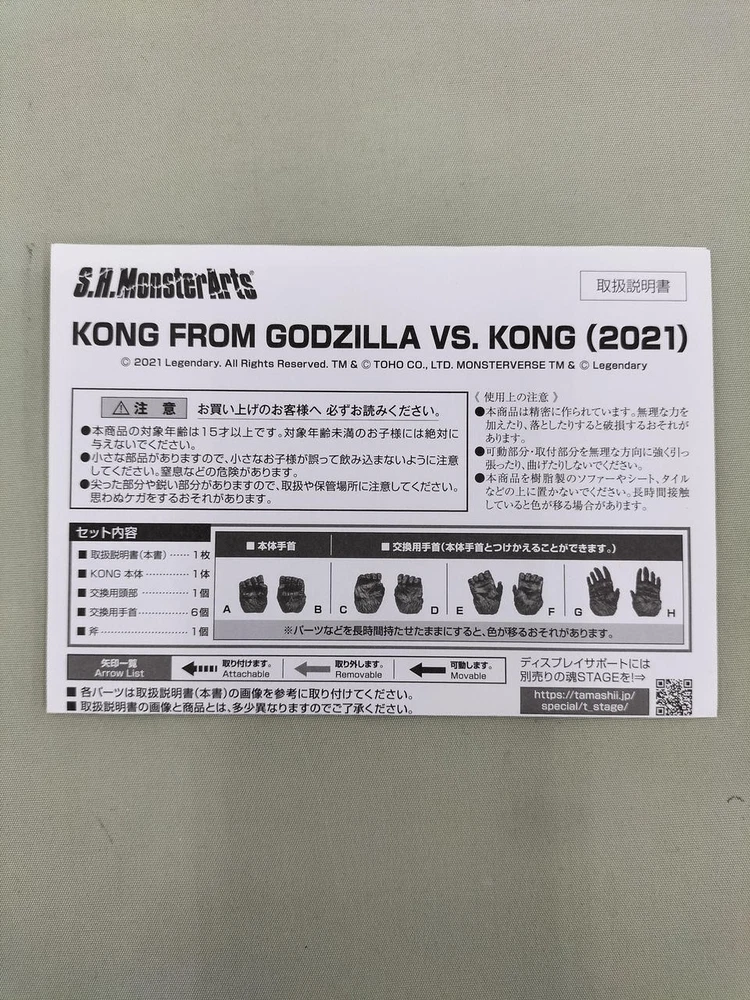 S.H.MonsterArts
取扱説明書
KONG FROM GODZILLA VS. KONG (2021)
© 2021 Legendary. All Rights Reserved. TM & © TOHO CO., LTD. MONSTERVERSE TM & © Legendary
⚠注 意 お買い上げのお客様へ 必ずお読みください。
●本商品の対象年齢は15才以上です。対象年齢未満のお子様には絶対に
与えないでください。
●小さな部品がありますので、小さなお子様が誤って飲み込まないように注意
してください。窒息などの危険があります。
●尖った部分や鋭い部分がありますので、取扱や保管場所に注意してください。
思わぬケガをするおそれがあります。
《 使用上の注意 》
●本商品は精密に作られています。無理な力を
加えたり、落としたりすると破損するおそれが
あります。
●可動部分・取付部分を無理な方向に強く引っ
張ったり、曲げたりしないでください。
●本商品を樹脂製のソファーやシート、タイル
などの上に置かないでください。長時間接触
していると色が移る場合があります。
セット内容
■ 取扱説明書(本書)⋯⋯1枚
■ KONG 本体⋯⋯1体
■ 交換用頭部⋯⋯1個
■ 交換用手首⋯⋯6個
■ 斧⋯⋯1個
■ 本体手首
■ 交換用手首(本体手首とつけかえることができます。)
A B C D E F G H
※パーツなどを長時間持たせたままにすると、色が移るおそれがあります。
矢印一覧
Arrow List
取り付けます。
Attachable
取り外します。
Removable
可動します。
Movable
■ 各パーツは取扱説明書(本書)の画像を参考に取り付けてください。
■ 取扱説明書の画像と商品とは、多少異なりますのでご了承ください。
ディスプレイサポートには
別売りの魂STAGEを!⇒
https://tamashii.jp/
special/t_stage/